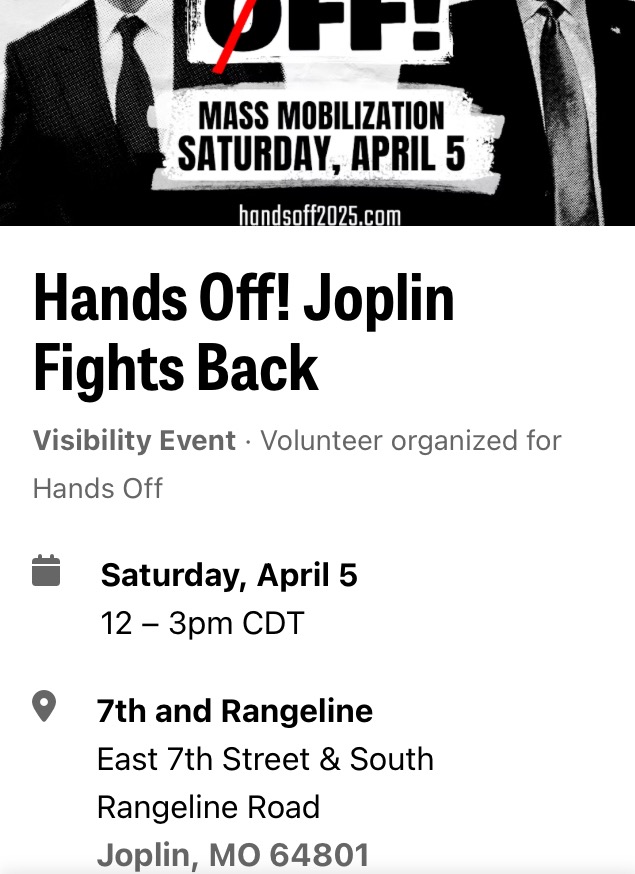 OFF!
MASS MOBILIZATION
SATURDAY, APRIL 5
handsoff2025.com
Hands Off! Joplin
Fights Back
Visibility Event · Volunteer organized for
Hands Off
Saturday, April 5
12 – 3pm CDT
7th and Rangeline
East 7th Street & South
Rangeline Road
Joplin, MO 64801